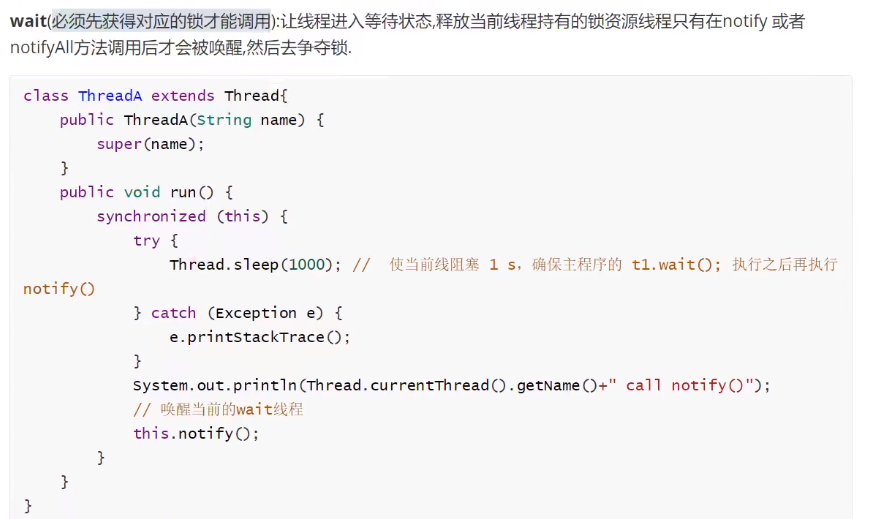 wait(必须先获得对应的锁才能调用):让线程进入等待状态,释放当前线程持有的锁资源线程只有在notify 或者
notifyAll方法调用后才会被唤醒,然后去争夺锁.
class ThreadA extends Thread{
    public ThreadA(String name) {
        super(name);
    }
    public void run() {
        synchronized (this) {
            try {
                Thread.sleep(1000); //  使当前线阻塞 1 s，确保主程序的 t1.wait(); 执行之后再执行
notify()
            } catch (Exception e) {
                e.printStackTrace();
            }
            System.out.println(Thread.currentThread().getName()+" call notify()");
            // 唤醒当前的wait线程
            this.notify();
        }
    }
}